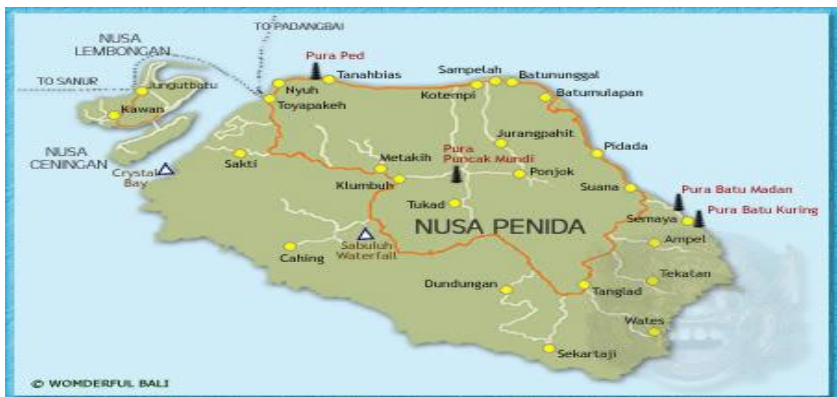 TO PADANGBAI
NUSA
LEMBONGAN
Pura Ped
TO SANUR
Jungutbatu
Kawan
Nyuh
Tanahbias
Toyapakeh
Sampelah
Batununggal
Kotempi
Batumulapan
Jurangpahit
Pidada
NUSA
CENINGAN
Crystal
Bay
Sakti
Metakih
Klumbuh
Pura
Puncak Mundi
Ponjok
Suana
Tukad
NUSA PENIDA
Pura Batu Madan
Semaya
Pura Batu Kuring
Ampel
Cahing
Sabuluh
Waterfall
Dundungan
Tanglad
Tekatan
Wates
Sekartaji
© WOMDERFUL BALI